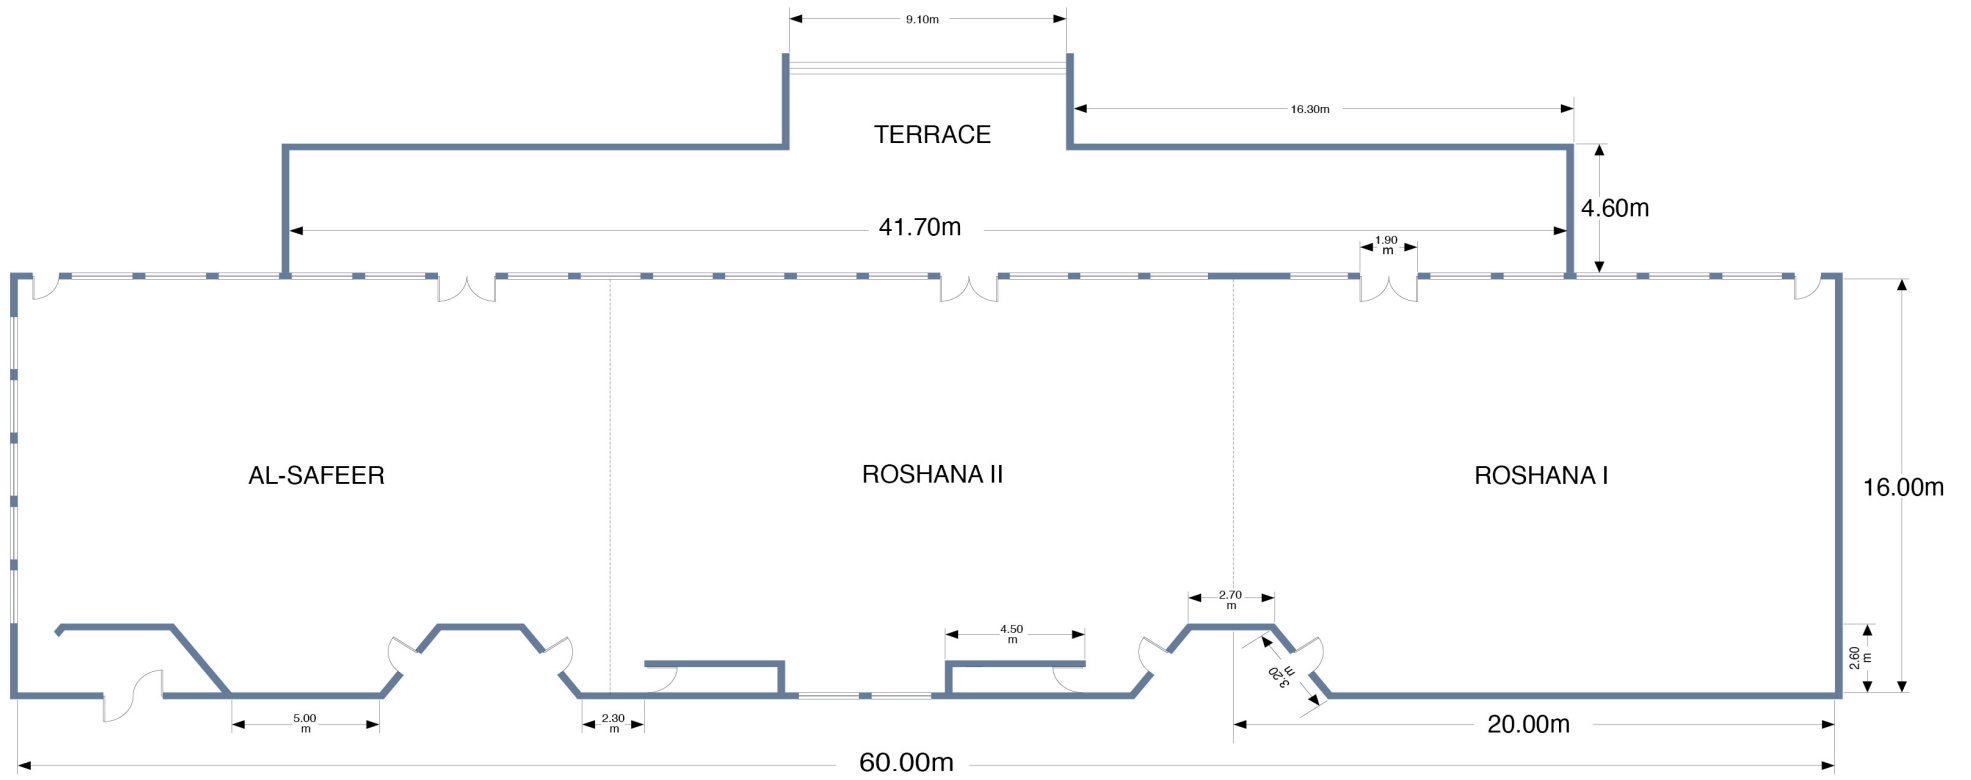 9.10m
16.30m
TERRACE
4.60m
41.70m
1.90
m
AL-SAFEER
ROSHANA II
ROSHANA I
16.00m
2.70
m
4.50
m
2.60
m
3.20
m
5.00
m
2.30
m
20.00m
60.00m